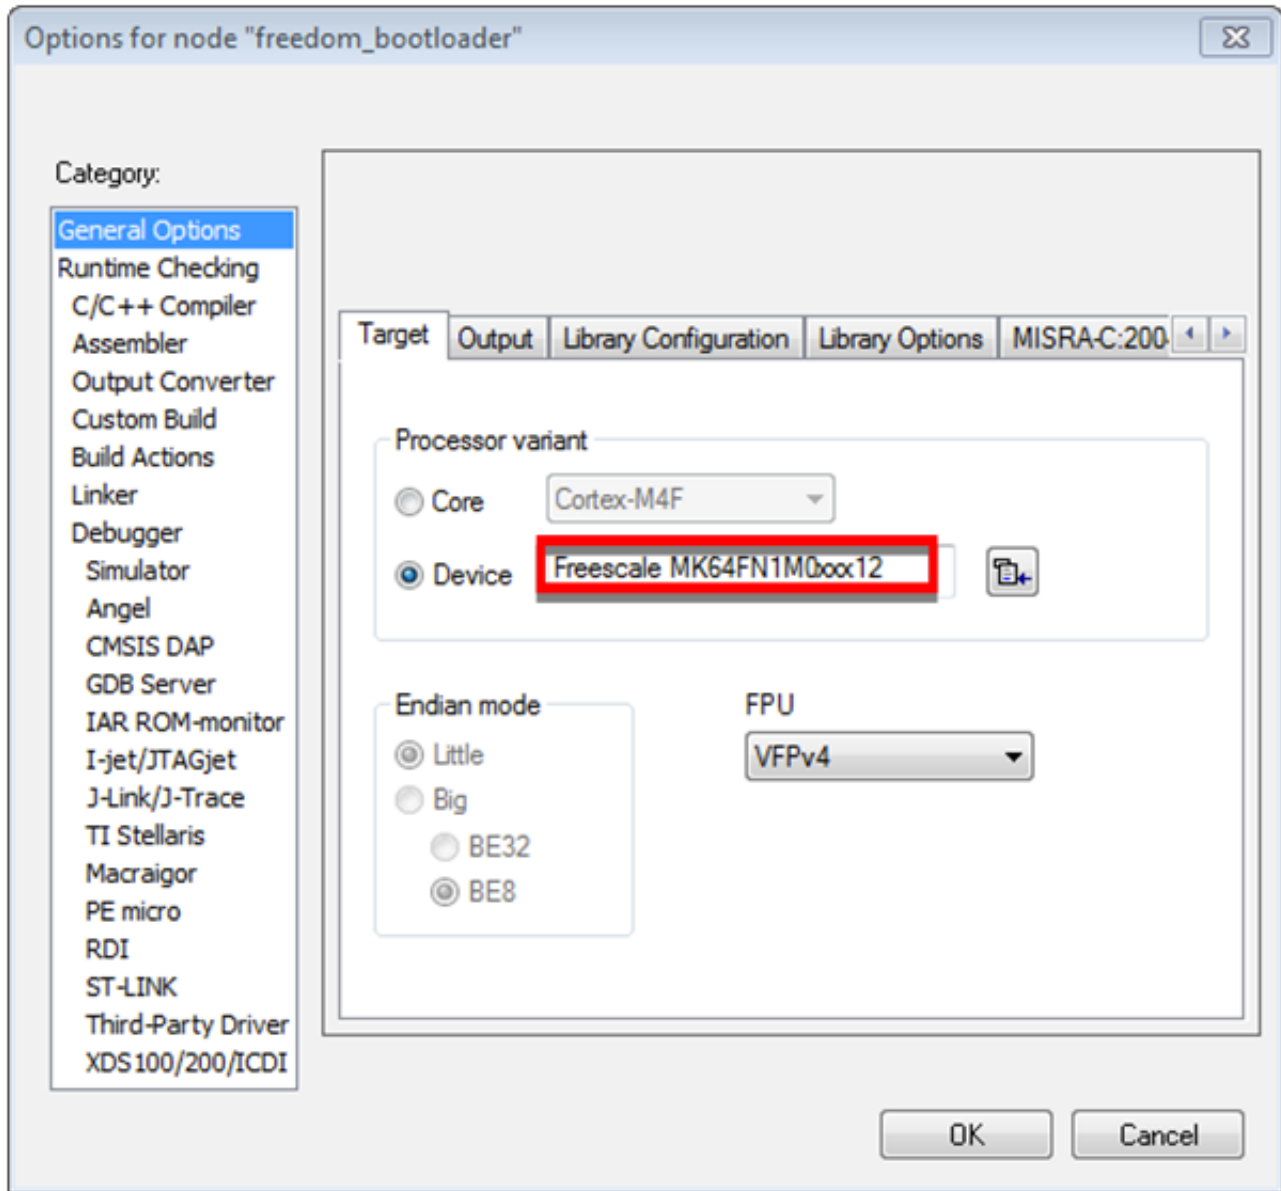 Options for node "freedom_bootloader"
Category:
General Options
Runtime Checking
C/C++ Compiler
Assembler
Output Converter
Custom Build
Build Actions
Linker
Debugger
Simulator
Angel
CMSIS DAP
GDB Server
IAR ROM-monitor
I-jet/JTAGjet
J-Link/J-Trace
TI Stellaris
Macraigor
PE micro
RDI
ST-LINK
Third-Party Driver
XDS100/200/ICDI
Target Output Library Configuration Library Options MISRA-C:200
Processor variant
Core Cortex-M4F
Device Freescale MK64FN1M0xxx12
Endian mode
Little
Big
BE32
BE8
FPU
VFPv4
OK Cancel